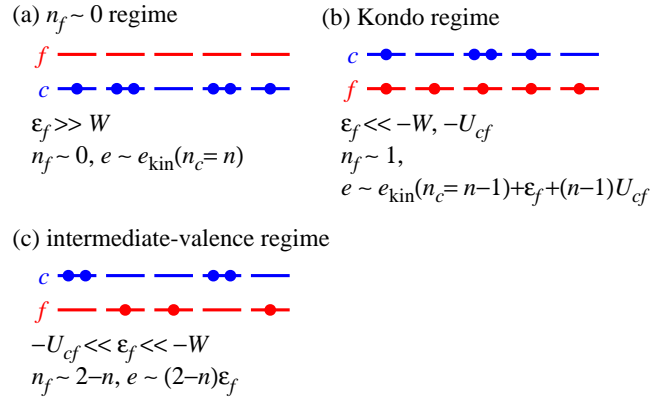 (a) n_f ~ 0 regime
f
c
ε_f >> W
n_f ~ 0, e ~ e_kin(n_c= n)
(b) Kondo regime
c
f
ε_f << −W, −U_cf
n_f ~ 1,
e ~ e_kin(n_c= n−1)+ε_f+(n−1)U_cf
(c) intermediate-valence regime
c
f
−U_cf << ε_f << −W
n_f ~ 2−n, e ~ (2−n)ε_f